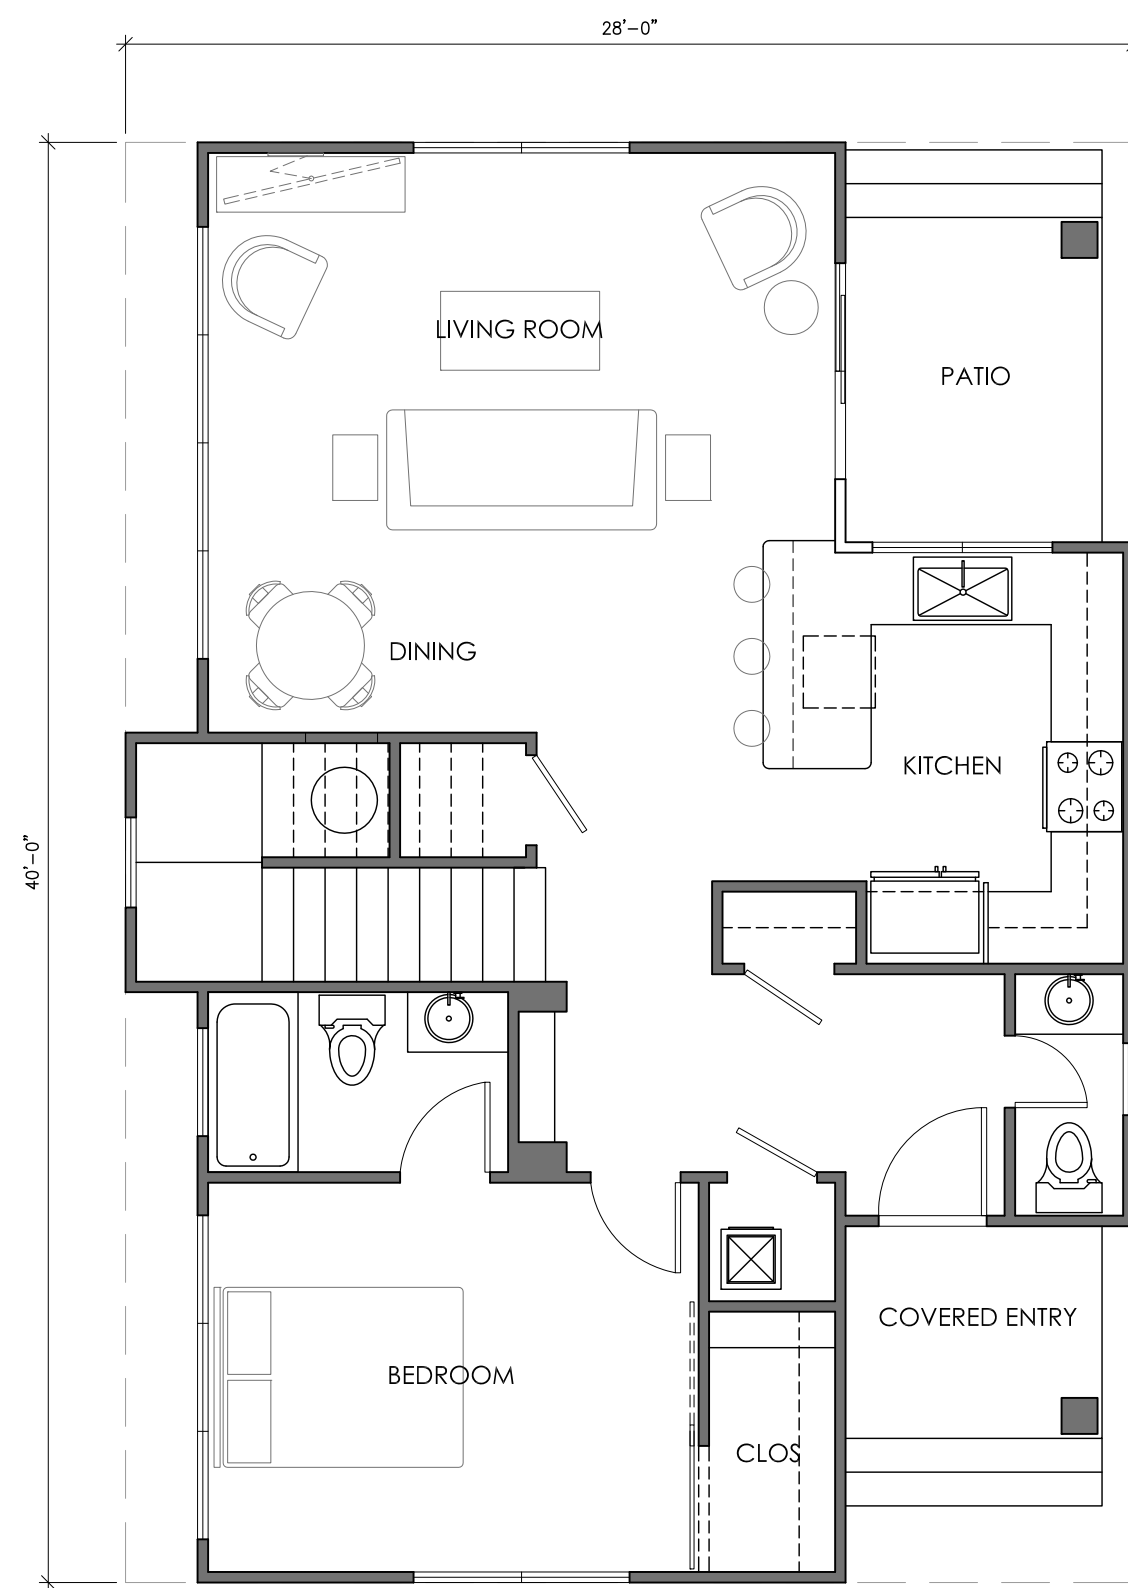 28'-0"
LIVING ROOM
PATIO
DINING
KITCHEN
40'-0"
COVERED ENTRY
BEDROOM
CLOS